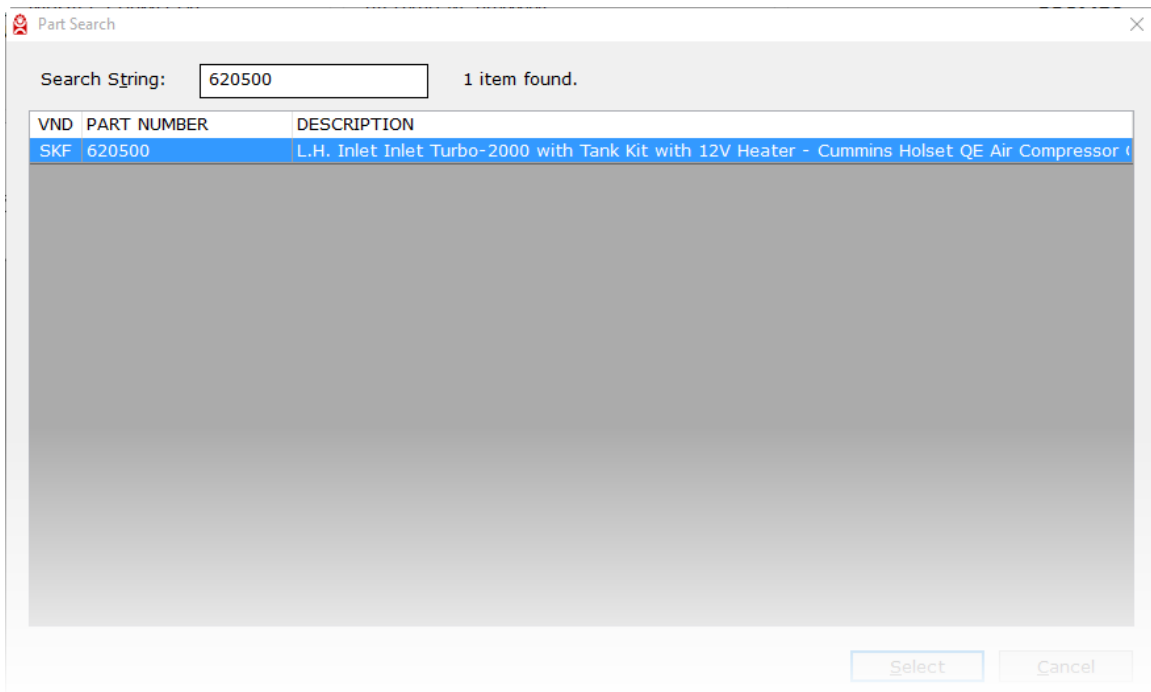 Part Search
Search String: 620500 1 item found.
VND PART NUMBER DESCRIPTION
SKF 620500 L.H. Inlet Inlet Turbo-2000 with Tank Kit with 12V Heater - Cummins Holset QE Air Compressor
Select Cancel